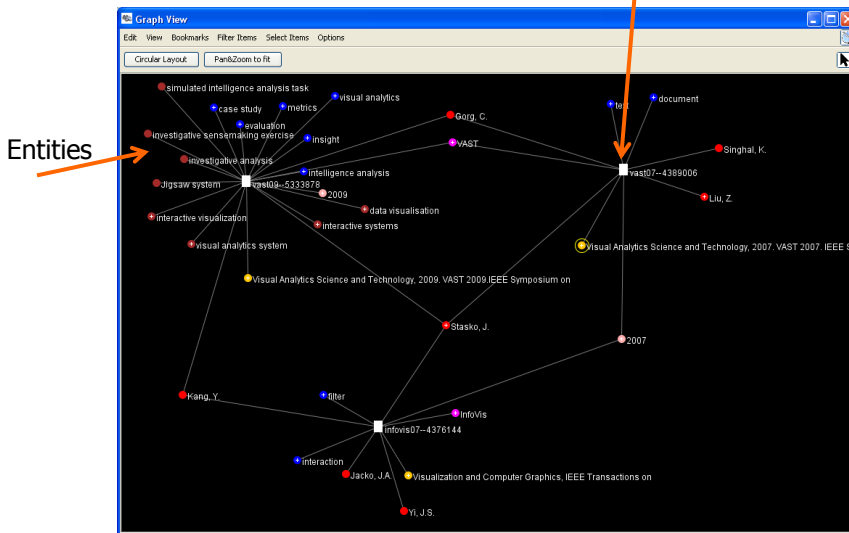 Graph View
Edit View Bookmarks Filter Items Select Items Options
Circular Layout Pan&Zoom to fit
simulated intelligence analysis task
visual analytics
document
case study
metrics
text
Gorg, C.
evaluation
investigative sensemaking exercise
insight
VAST
Entities
Singhal, K.
investigative analysis
intelligence analysis
vast07--4389006
Jigsaw system
vast09--5333878
2009
Liu, Z.
data visualisation
interactive visualization
interactive systems
visual analytics system
Visual Analytics Science and Technology, 2007. VAST 2007. IEEE S
Visual Analytics Science and Technology, 2009. VAST 2009.IEEE Symposium on
Stasko, J.
2007
Kang, Y.
filter
InfoVis
infovis07--4376144
interaction
Jacko, J.A.
Visualization and Computer Graphics, IEEE Transactions on
Yi, J.S.